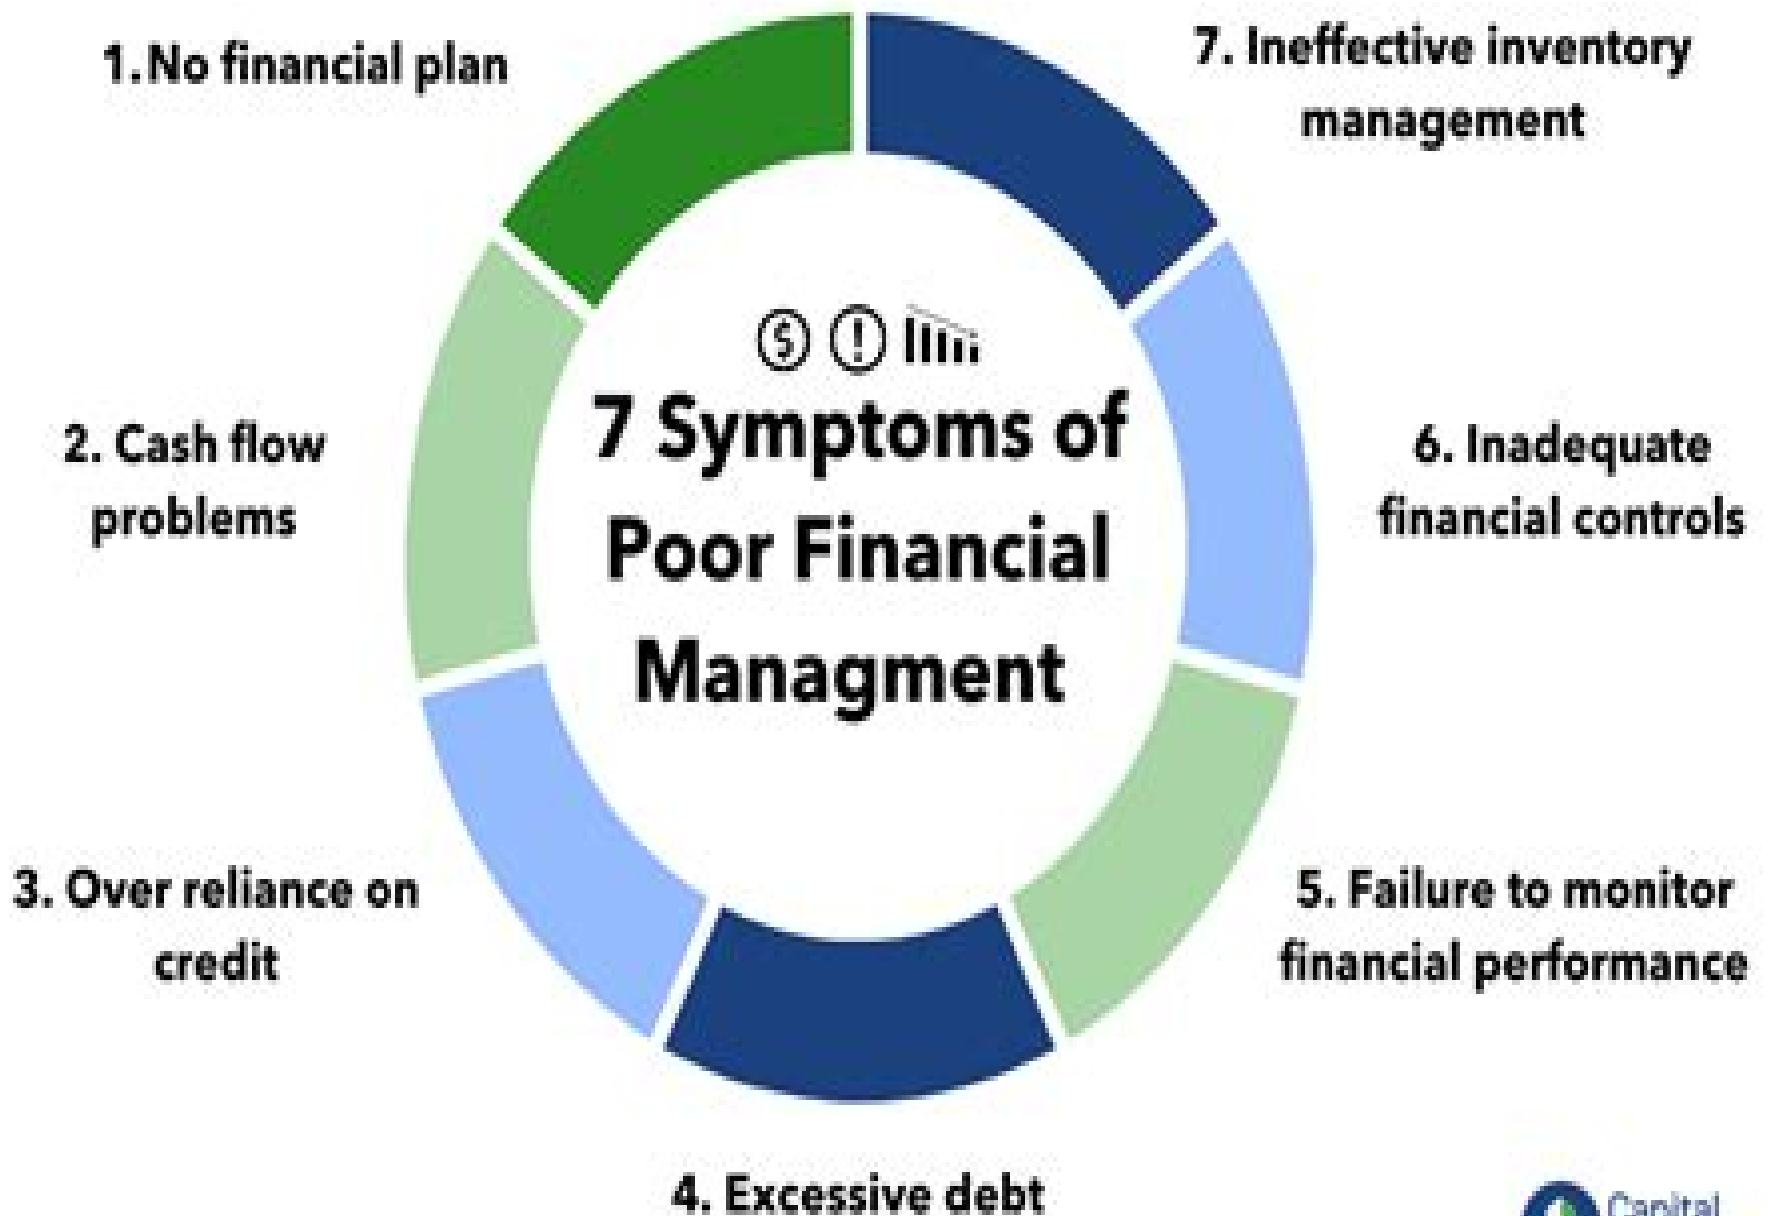 1.No financial plan
7. Ineffective inventory
management
$ !
7 Symptoms of
Poor Financial
Managment
2. Cash flow
problems
6. Inadequate
financial controls
3. Over reliance on
credit
5. Failure to monitor
financial performance
4. Excessive debt
Capital